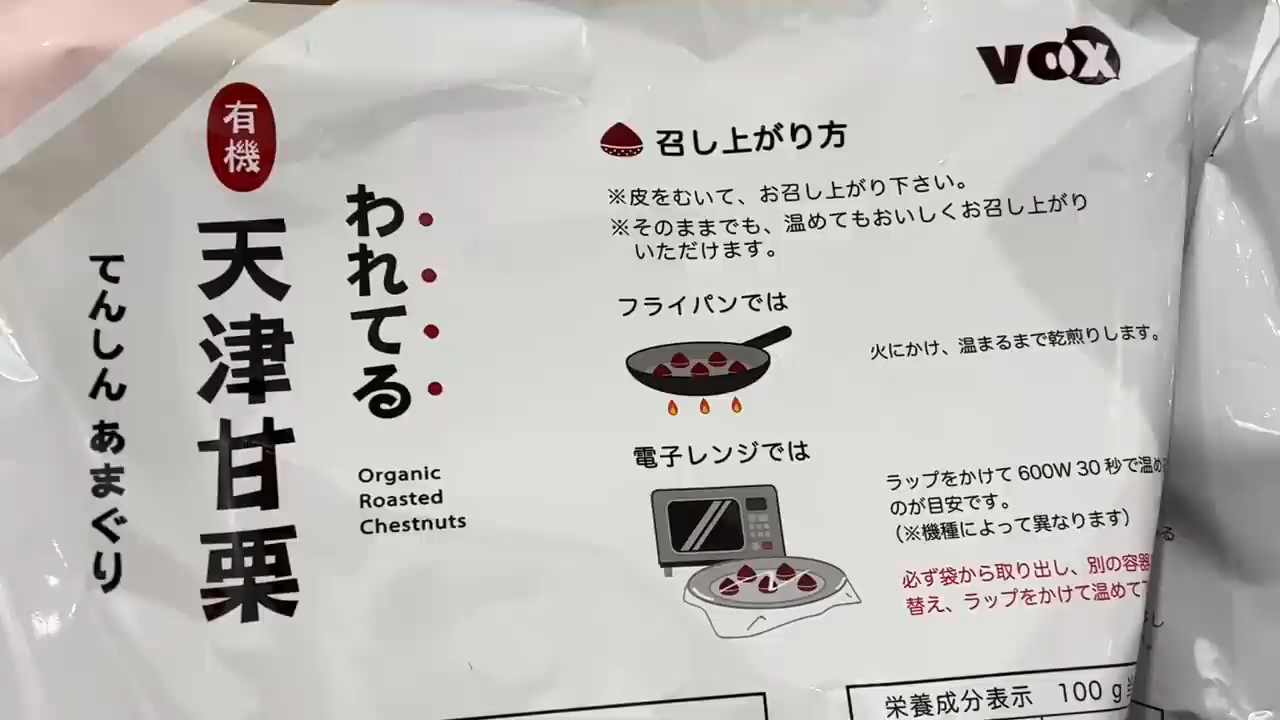 VOX
有機
われてる
天津甘栗
てんしん あまぐり
Organic
Roasted
Chestnuts
召し上がり方
※皮をむいて、お召し上がり下さい。
※そのままでも、温めてもおいしくお召し上がり
いただけます。
フライパンでは
火にかけ、温まるまで乾煎りします。
電子レンジでは
ラップをかけて 600W 30 秒で温め
のが目安です。
(※機種によって異なります)
必ず袋から取り出し、別の容器
替え、ラップをかけて温めて
栄養成分表示 100 g